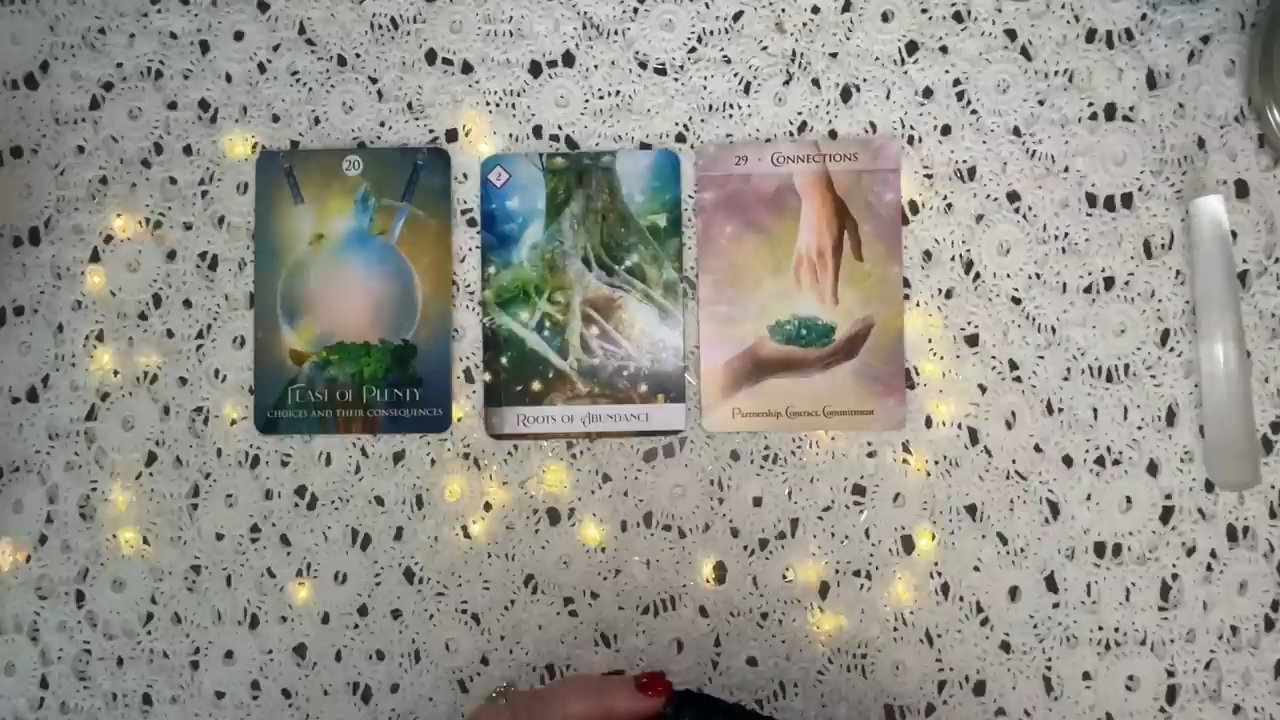 20
FEAST OF PLENTY
CHOICES AND THEIR CONSEQUENCES
2
ROOTS OF ABUNDANCE
29 · CONNECTIONS
Partnership, Contract, Commitment